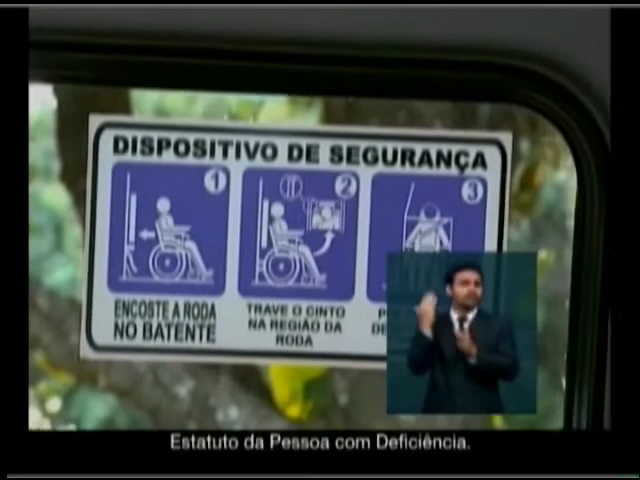 DISPOSITIVO DE SEGURANÇA
1
2
3
ENCOSTE A RODA
NO BATENTE
TRAVE O CINTO
NA REGIÃO DA
RODA
Estatuto da Pessoa com Deficiência.